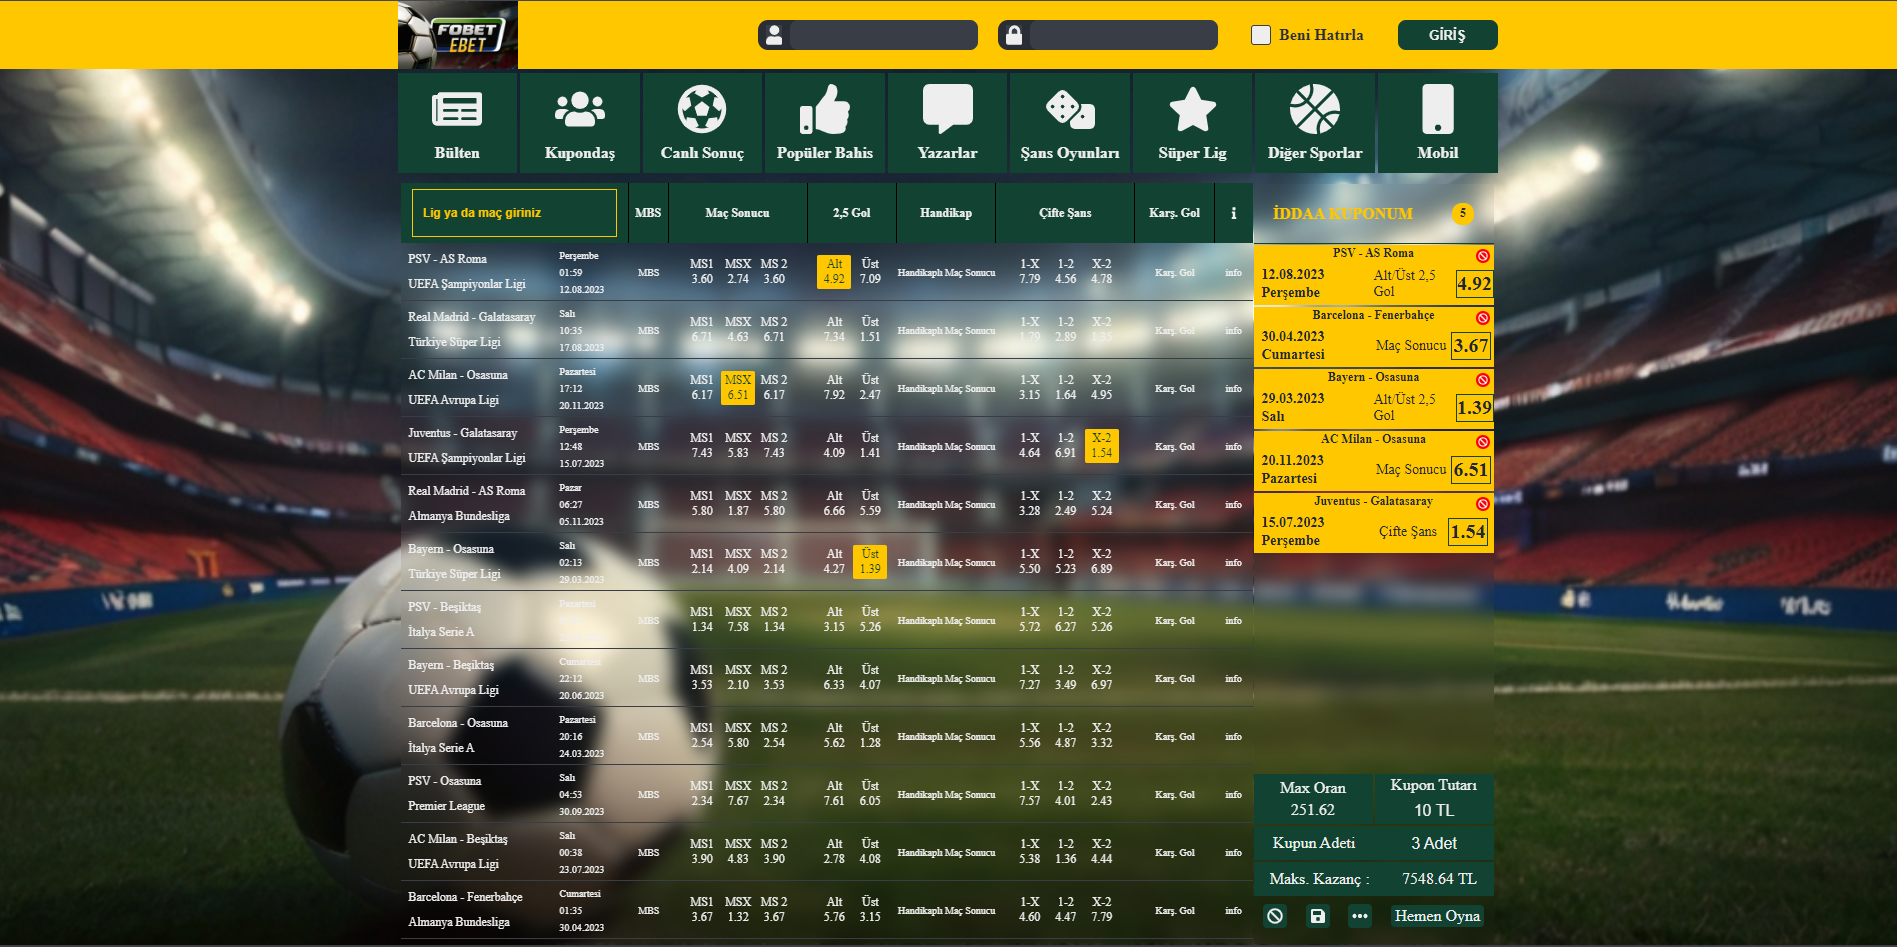 FOBET
EBET
Beni Hatırla
GİRİŞ
Bülten
Kupondaş
Canlı Sonuç
Popüler Bahis
Yazarlar
Şans Oyunları
Süper Lig
Diğer Sporlar
Mobil
Lig ya da maç giriniz
MBS
Maç Sonucu
2,5 Gol
Handikap
Çifte Şans
Karş. Gol
i
PSV - AS Roma
UEFA Şampiyonlar Ligi
Perşembe
01:59
12.08.2023
MBS
MS1 MSX MS 2 Alt Üst
3.60 2.74 3.60 4.92 7.09
Handikaplı Maç Sonucu
1-X 1-2 X-2
7.79 4.56 4.78
Karş. Gol
info
Real Madrid - Galatasaray
Türkiye Süper Ligi
Salı
10:35
17.08.2023
MBS
MS1 MSX MS 2 Alt Üst
6.71 4.63 6.71 7.34 1.51
Handikaplı Maç Sonucu
1-X 1-2 X-2
2.89
Karş. Gol
info
AC Milan - Osasuna
UEFA Avrupa Ligi
Pazartesi
17:12
20.11.2023
MBS
MS1 MSX MS 2 Alt Üst
6.17 6.51 6.17 7.92 2.47
Handikaplı Maç Sonucu
1-X 1-2 X-2
3.15 1.64 4.95
Karş. Gol
info
Juventus - Galatasaray
UEFA Şampiyonlar Ligi
Perşembe
12:48
15.07.2023
MBS
MS1 MSX MS 2 Alt Üst
7.43 5.83 7.43 4.09 1.41
Handikaplı Maç Sonucu
1-X 1-2 X-2
4.64 6.91 1.54
Karş. Gol
info
Real Madrid - AS Roma
Almanya Bundesliga
Pazar
06:27
05.11.2023
MBS
MS1 MSX MS 2 Alt Üst
5.80 1.87 5.80 6.66 5.59
Handikaplı Maç Sonucu
1-X 1-2 X-2
3.28 2.49 5.24
Karş. Gol
info
Bayern - Osasuna
Türkiye Süper Ligi
Salı
02:13
29.03.2023
MBS
MS1 MSX MS 2 Alt Üst
2.14 4.09 2.14 4.27 1.39
Handikaplı Maç Sonucu
1-X 1-2 X-2
5.50 5.23 6.89
Karş. Gol
info
PSV - Beşiktaş
İtalya Serie A
Pazartesi
MBS
MS1 MSX MS 2 Alt Üst
1.34 7.58 1.34 3.15 5.26
Handikaplı Maç Sonucu
1-X 1-2 X-2
5.72 6.27 5.26
Karş. Gol
info
Bayern - Beşiktaş
UEFA Avrupa Ligi
Cumartesi
22:12
20.06.2023
MBS
MS1 MSX MS 2 Alt Üst
3.53 2.10 3.53 6.33 4.07
Handikaplı Maç Sonucu
1-X 1-2 X-2
7.27 3.49 6.97
Karş. Gol
info
Barcelona - Osasuna
İtalya Serie A
Pazartesi
20:16
24.03.2023
MBS
MS1 MSX MS 2 Alt Üst
2.54 5.80 2.54 5.62 1.28
Handikaplı Maç Sonucu
1-X 1-2 X-2
5.56 4.87 3.32
Karş. Gol
info
PSV - Osasuna
Premier League
Salı
04:53
30.09.2023
MBS
MS1 MSX MS 2 Alt Üst
2.34 7.67 2.34 7.61 6.05
Handikaplı Maç Sonucu
1-X 1-2 X-2
7.57 4.01 2.43
Karş. Gol
info
AC Milan - Beşiktaş
UEFA Avrupa Ligi
Salı
00:38
23.07.2023
MBS
MS1 MSX MS 2 Alt Üst
3.90 4.83 3.90 2.78 4.08
Handikaplı Maç Sonucu
1-X 1-2 X-2
5.38 1.36 4.44
Karş. Gol
info
Barcelona - Fenerbahçe
Almanya Bundesliga
Cumartesi
01:35
30.04.2023
MBS
MS1 MSX MS 2 Alt Üst
3.67 1.32 3.67 5.76 3.15
Handikaplı Maç Sonucu
1-X 1-2 X-2
4.60 4.47 7.79
Karş. Gol
info
İDDAA KUPONUM 5
PSV - AS Roma
12.08.2023
Perşembe
Alt/Üst 2,5
Gol
4.92
Barcelona - Fenerbahçe
30.04.2023
Cumartesi
Maç Sonucu 3.67
Bayern - Osasuna
29.03.2023
Salı
Alt/Üst 2,5
Gol
1.39
AC Milan - Osasuna
20.11.2023
Pazartesi
Maç Sonucu 6.51
Juventus - Galatasaray
15.07.2023
Perşembe
Çifte Şans 1.54
Max Oran
251.62
Kupon Tutarı
10 TL
Kupun Adeti
3 Adet
Maks. Kazanç :
7548.64 TL
Hemen Oyna